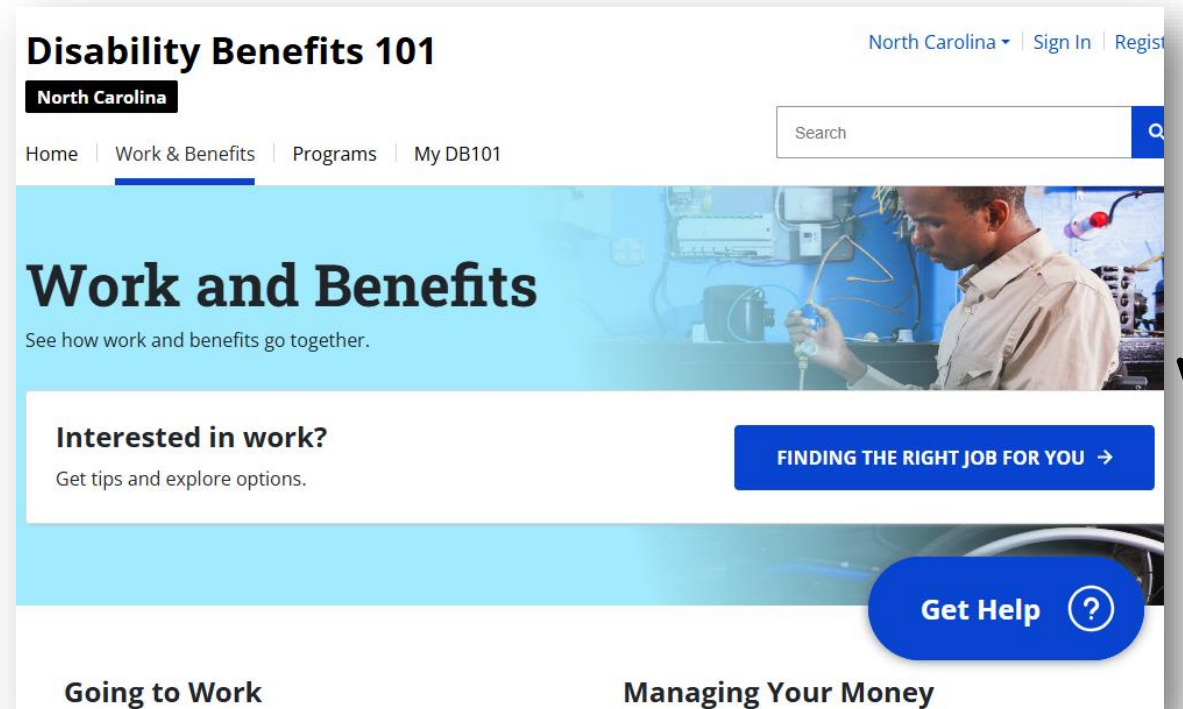 Disability Benefits 101
North Carolina
Sign In
Regist
North Carolina
Search
Home
Work & Benefits
Programs
My DB101
Work and Benefits
See how work and benefits go together.
Interested in work?
Get tips and explore options.
FINDING THE RIGHT JOB FOR YOU →
Get Help ?
Going to Work
Managing Your Money